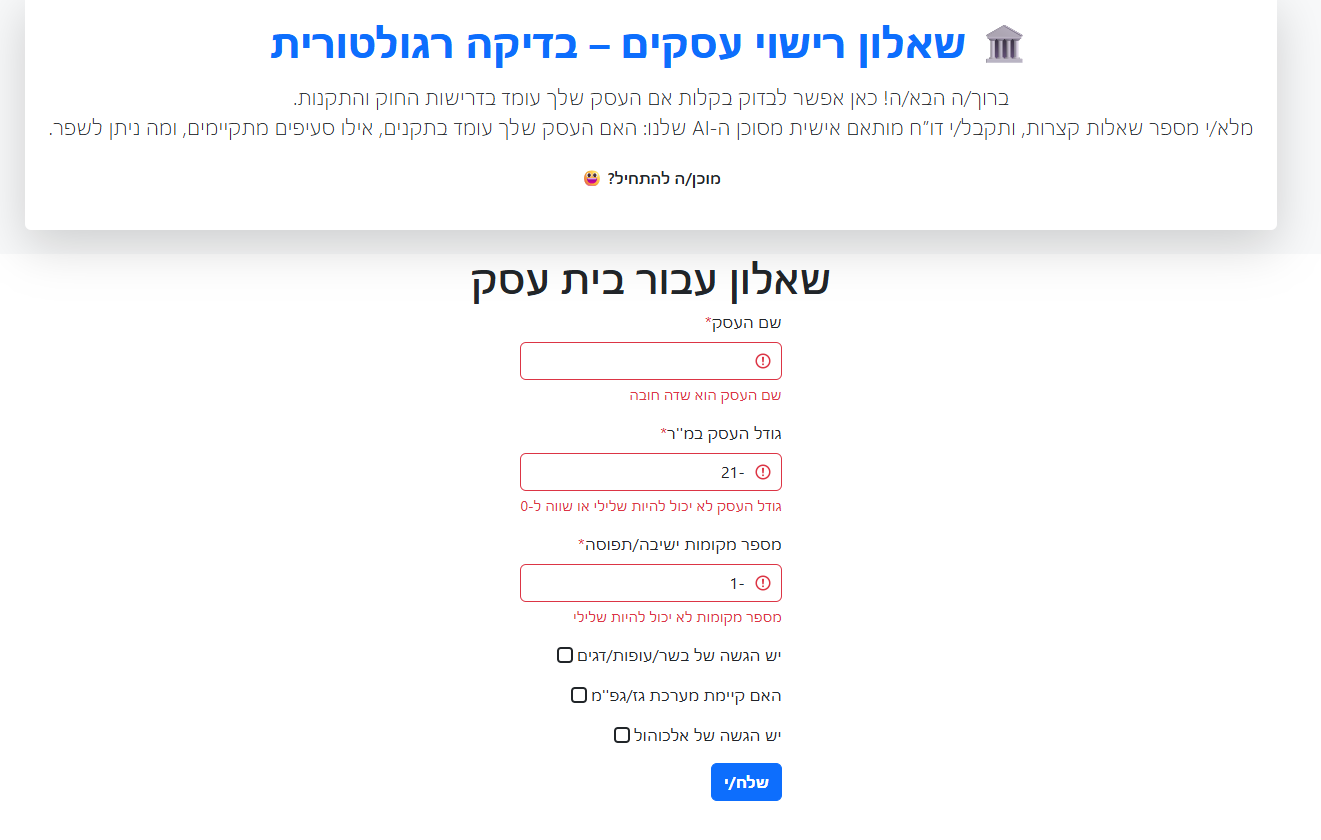 🏛️ שאלון רישוי עסקים – בדיקה רגולטורית
ברוך/ה הבא/ה! כאן אפשר לבדוק בקלות אם העסק שלך עומד בדרישות החוק והתקנות.
מלא/י מספר שאלות קצרות, ותקבל/י דו"ח מותאם אישית מסוכן ה-AI שלנו: האם העסק שלך עומד בתקנים, אילו סעיפים מתקיימים, ומה ניתן לשפר.
מוכן/ה להתחיל? 😃
שאלון עבור בית עסק
שם העסק*
שם העסק הוא שדה חובה
גודל העסק במ''ר*
-21
גודל העסק לא יכול להיות שלילי או שווה ל-0
מספר מקומות ישיבה/תפוסה*
-1
מספר מקומות לא יכול להיות שלילי
יש הגשה של בשר/עופות/דגים
האם קיימת מערכת גז/גפ''מ
יש הגשה של אלכוהול
שלח/י